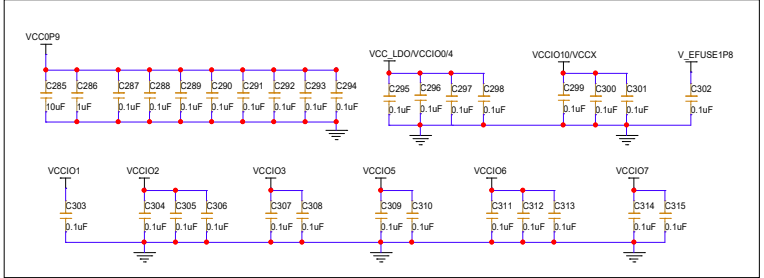 VCC0P9
VCC_LDO/VCCIO0/4
VCCIO10/VCCX
V_EFUSE1P8
C285 C286 C287 C288 C289 C290 C291 C292 C293 C294 C295 C296 C297 C298 C299 C300 C301 C302
10uF 1uF 0.1uF 0.1uF 0.1uF 0.1uF 0.1uF 0.1uF 0.1uF 0.1uF 0.1uF 0.1uF 0.1uF 0.1uF 0.1uF 0.1uF 0.1uF 0.1uF
VCCIO1 VCCIO2 VCCIO3 VCCIO5 VCCIO6 VCCIO7
C303 C304 C305 C306 C307 C308 C309 C310 C311 C312 C313 C314 C315
0.1uF 0.1uF 0.1uF 0.1uF 0.1uF 0.1uF 0.1uF 0.1uF 0.1uF 0.1uF 0.1uF 0.1uF 0.1uF